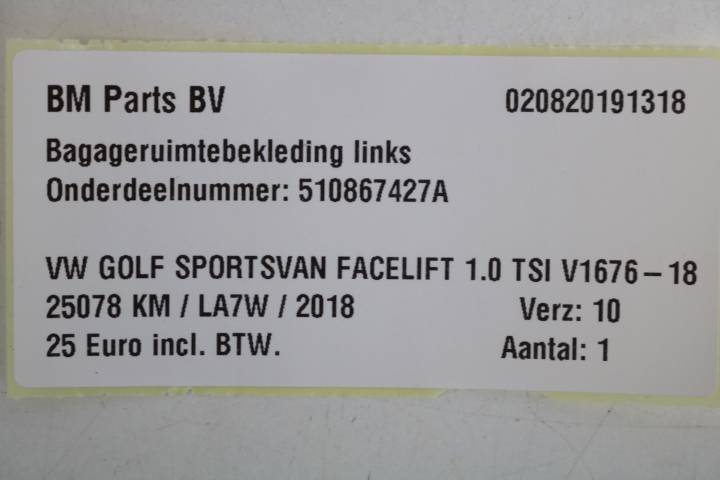 BM Parts BV 020820191318
Bagageruimtebekleding links
Onderdeelnummer: 510867427A
VW GOLF SPORTSVAN FACELIFT 1.0 TSI V1676-18
25078 KM / LA7W / 2018 Verz: 10
25 Euro incl. BTW. Aantal: 1